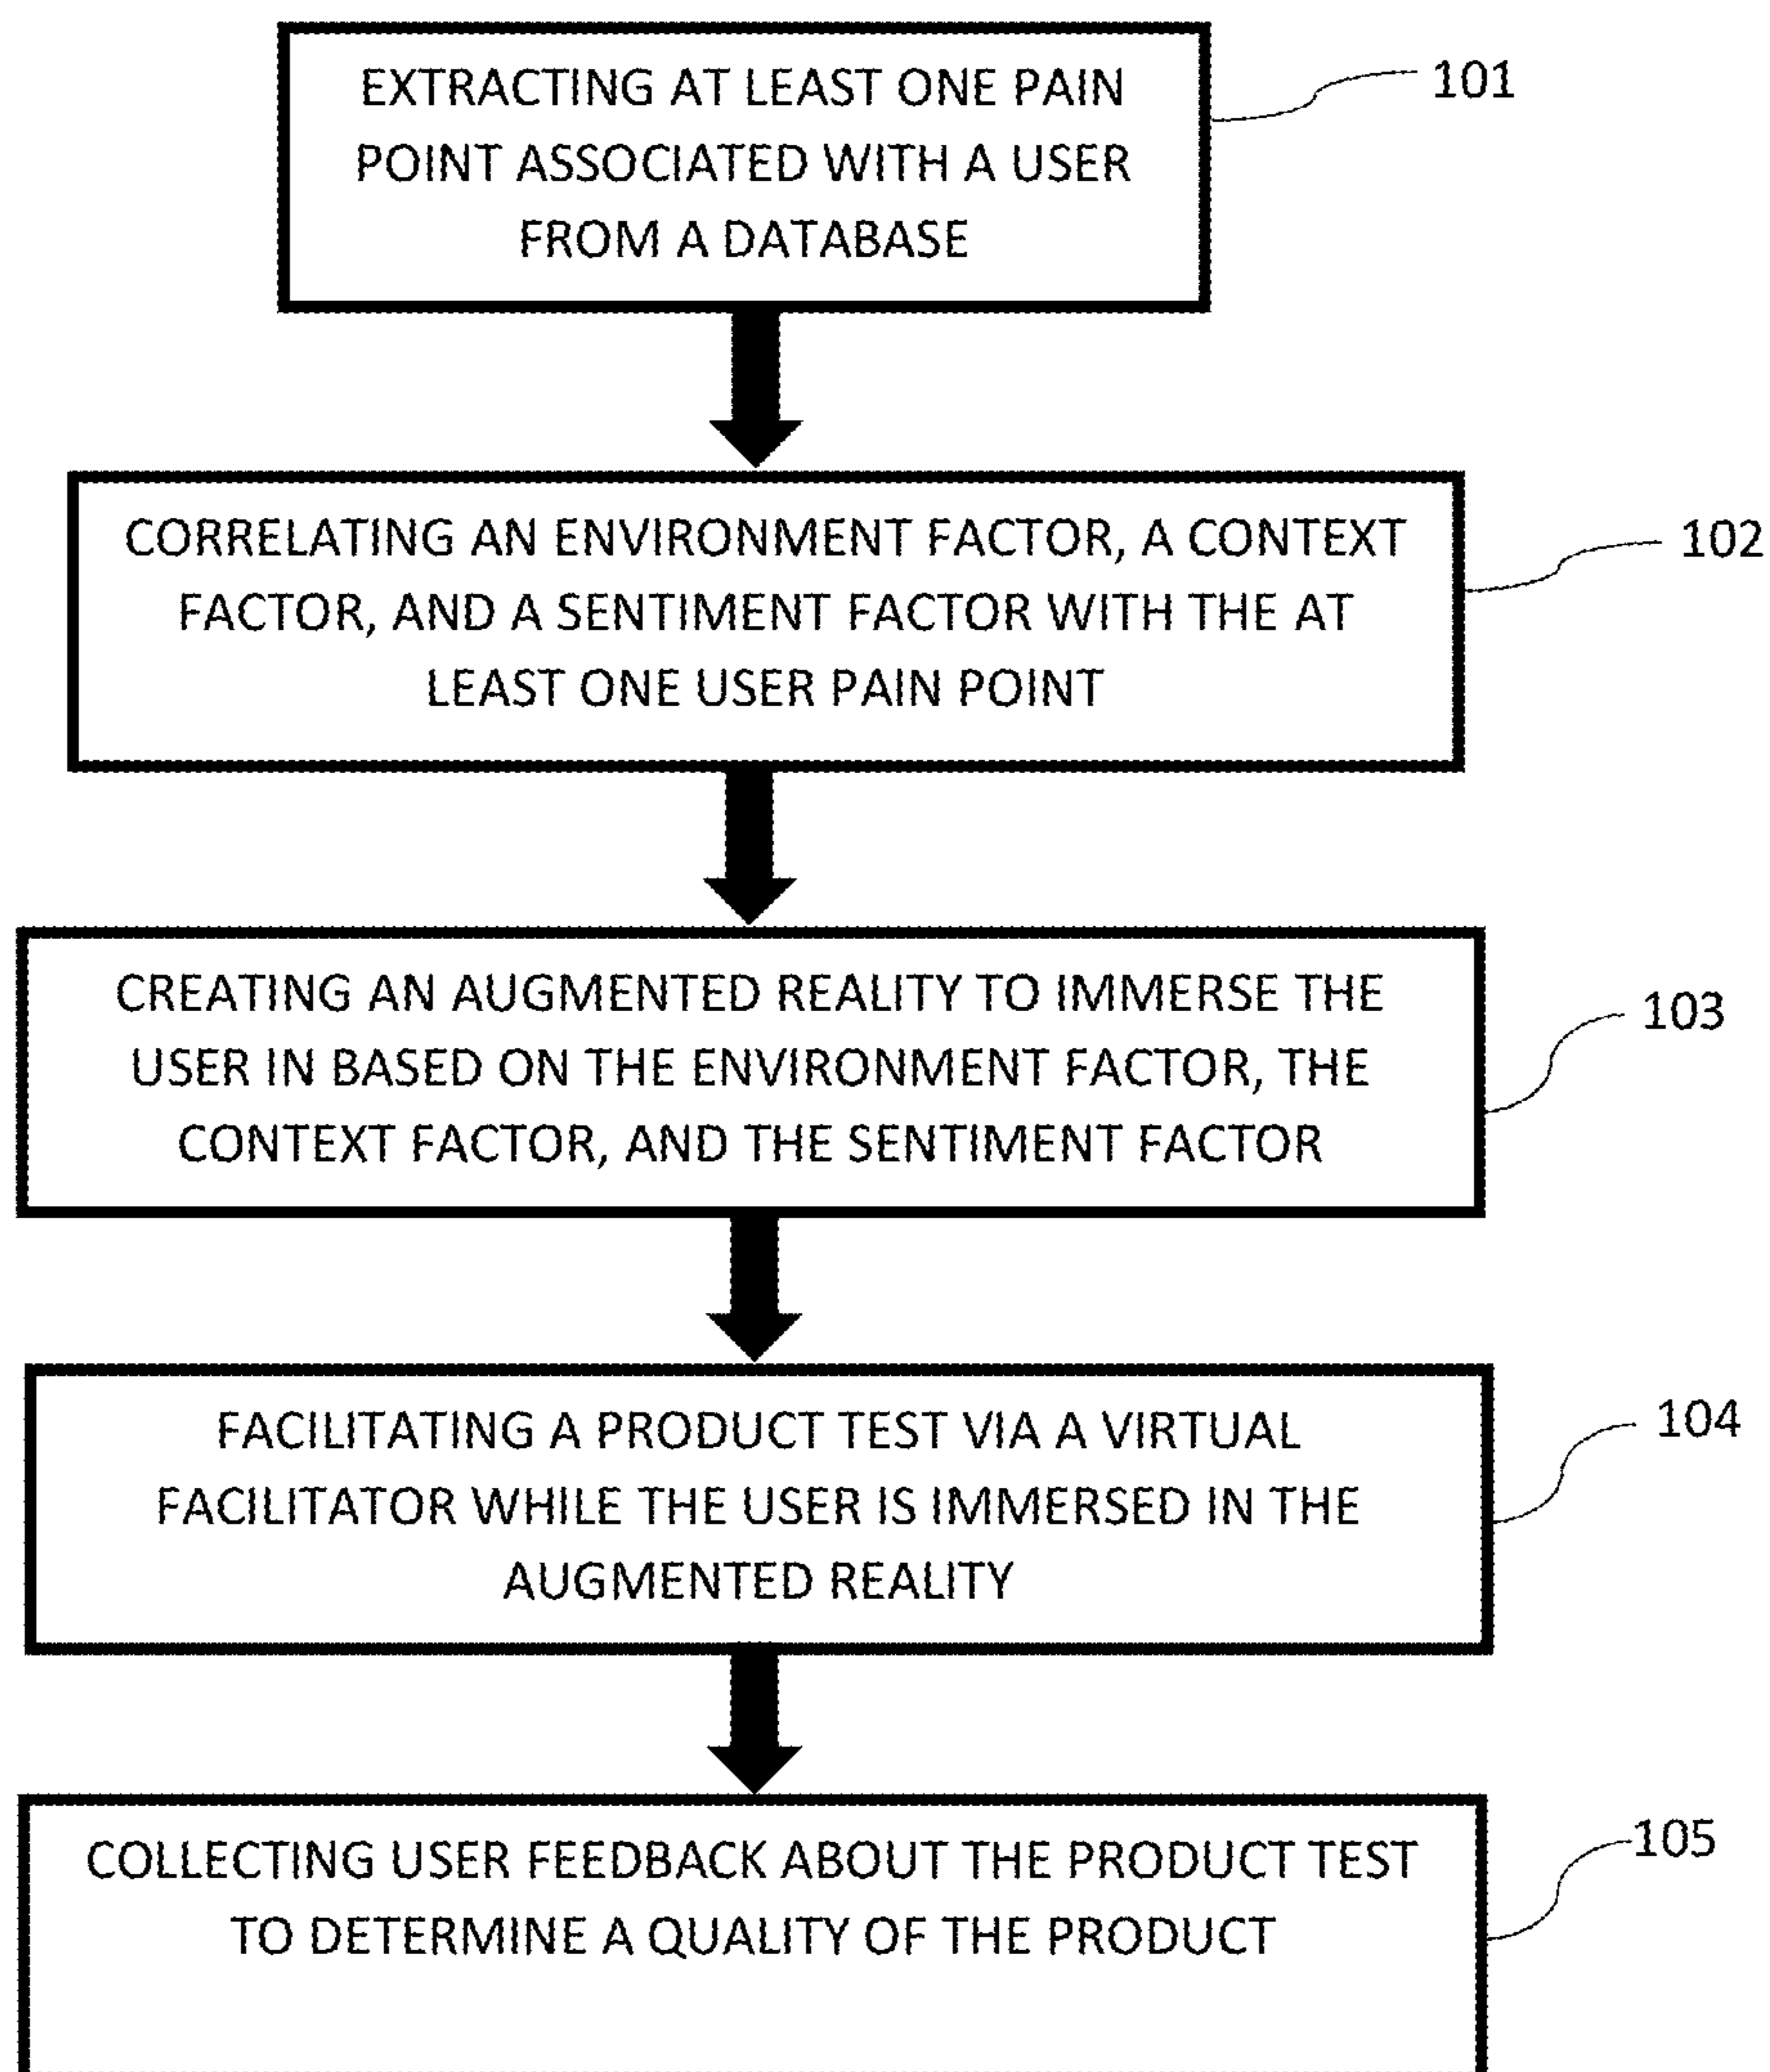 EXTRACTING AT LEAST ONE PAIN
POINT ASSOCIATED WITH A USER
FROM A DATABASE
101
CORRELATING AN ENVIRONMENT FACTOR, A CONTEXT
FACTOR, AND A SENTIMENT FACTOR WITH THE AT
LEAST ONE USER PAIN POINT
102
CREATING AN AUGMENTED REALITY TO IMMERSE THE
USER IN BASED ON THE ENVIRONMENT FACTOR, THE
CONTEXT FACTOR, AND THE SENTIMENT FACTOR
103
FACILITATING A PRODUCT TEST VIA A VIRTUAL
FACILITATOR WHILE THE USER IS IMMERSED IN THE
AUGMENTED REALITY
104
COLLECTING USER FEEDBACK ABOUT THE PRODUCT TEST
TO DETERMINE A QUALITY OF THE PRODUCT
105